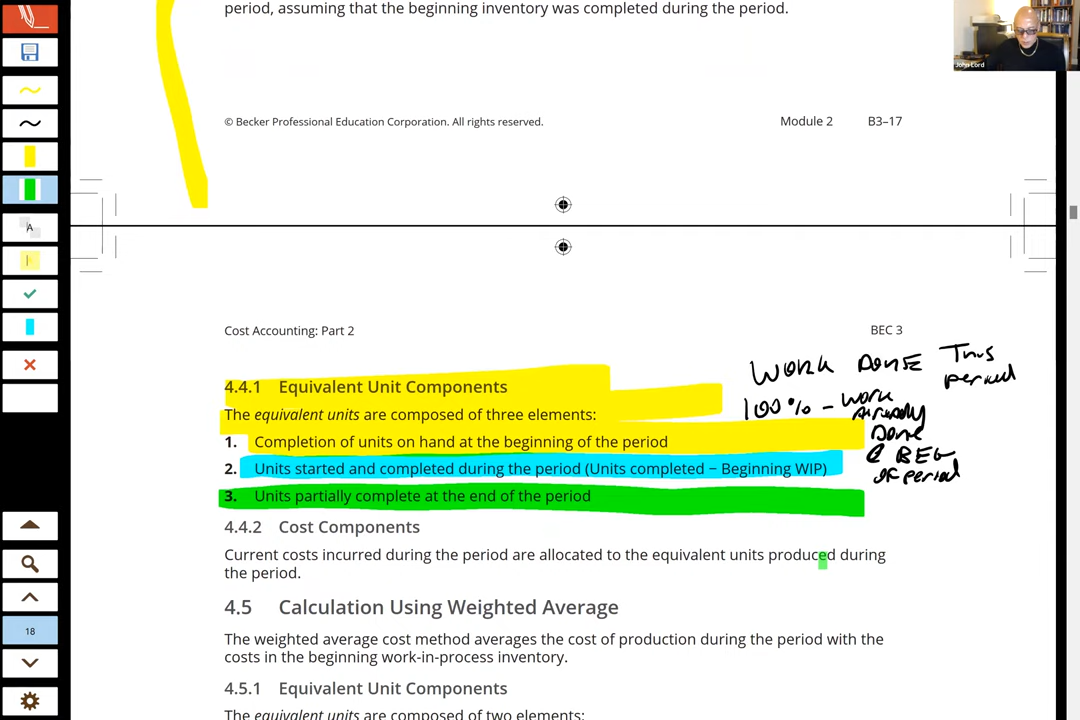 period, assuming that the beginning inventory was completed during the period.
John Lord
© Becker Professional Education Corporation. All rights reserved.
Module 2 B3–17
Cost Accounting: Part 2
BEC 3
WORK DONE This period
100% - WORK Already Done @ BEG of period
4.4.1 Equivalent Unit Components
The equivalent units are composed of three elements:
1. Completion of units on hand at the beginning of the period
2. Units started and completed during the period (Units completed − Beginning WIP)
3. Units partially complete at the end of the period
4.4.2 Cost Components
Current costs incurred during the period are allocated to the equivalent units produced during
the period.
4.5 Calculation Using Weighted Average
The weighted average cost method averages the cost of production during the period with the
costs in the beginning work-in-process inventory.
4.5.1 Equivalent Unit Components
The equivalent units are composed of two elements:
A
18